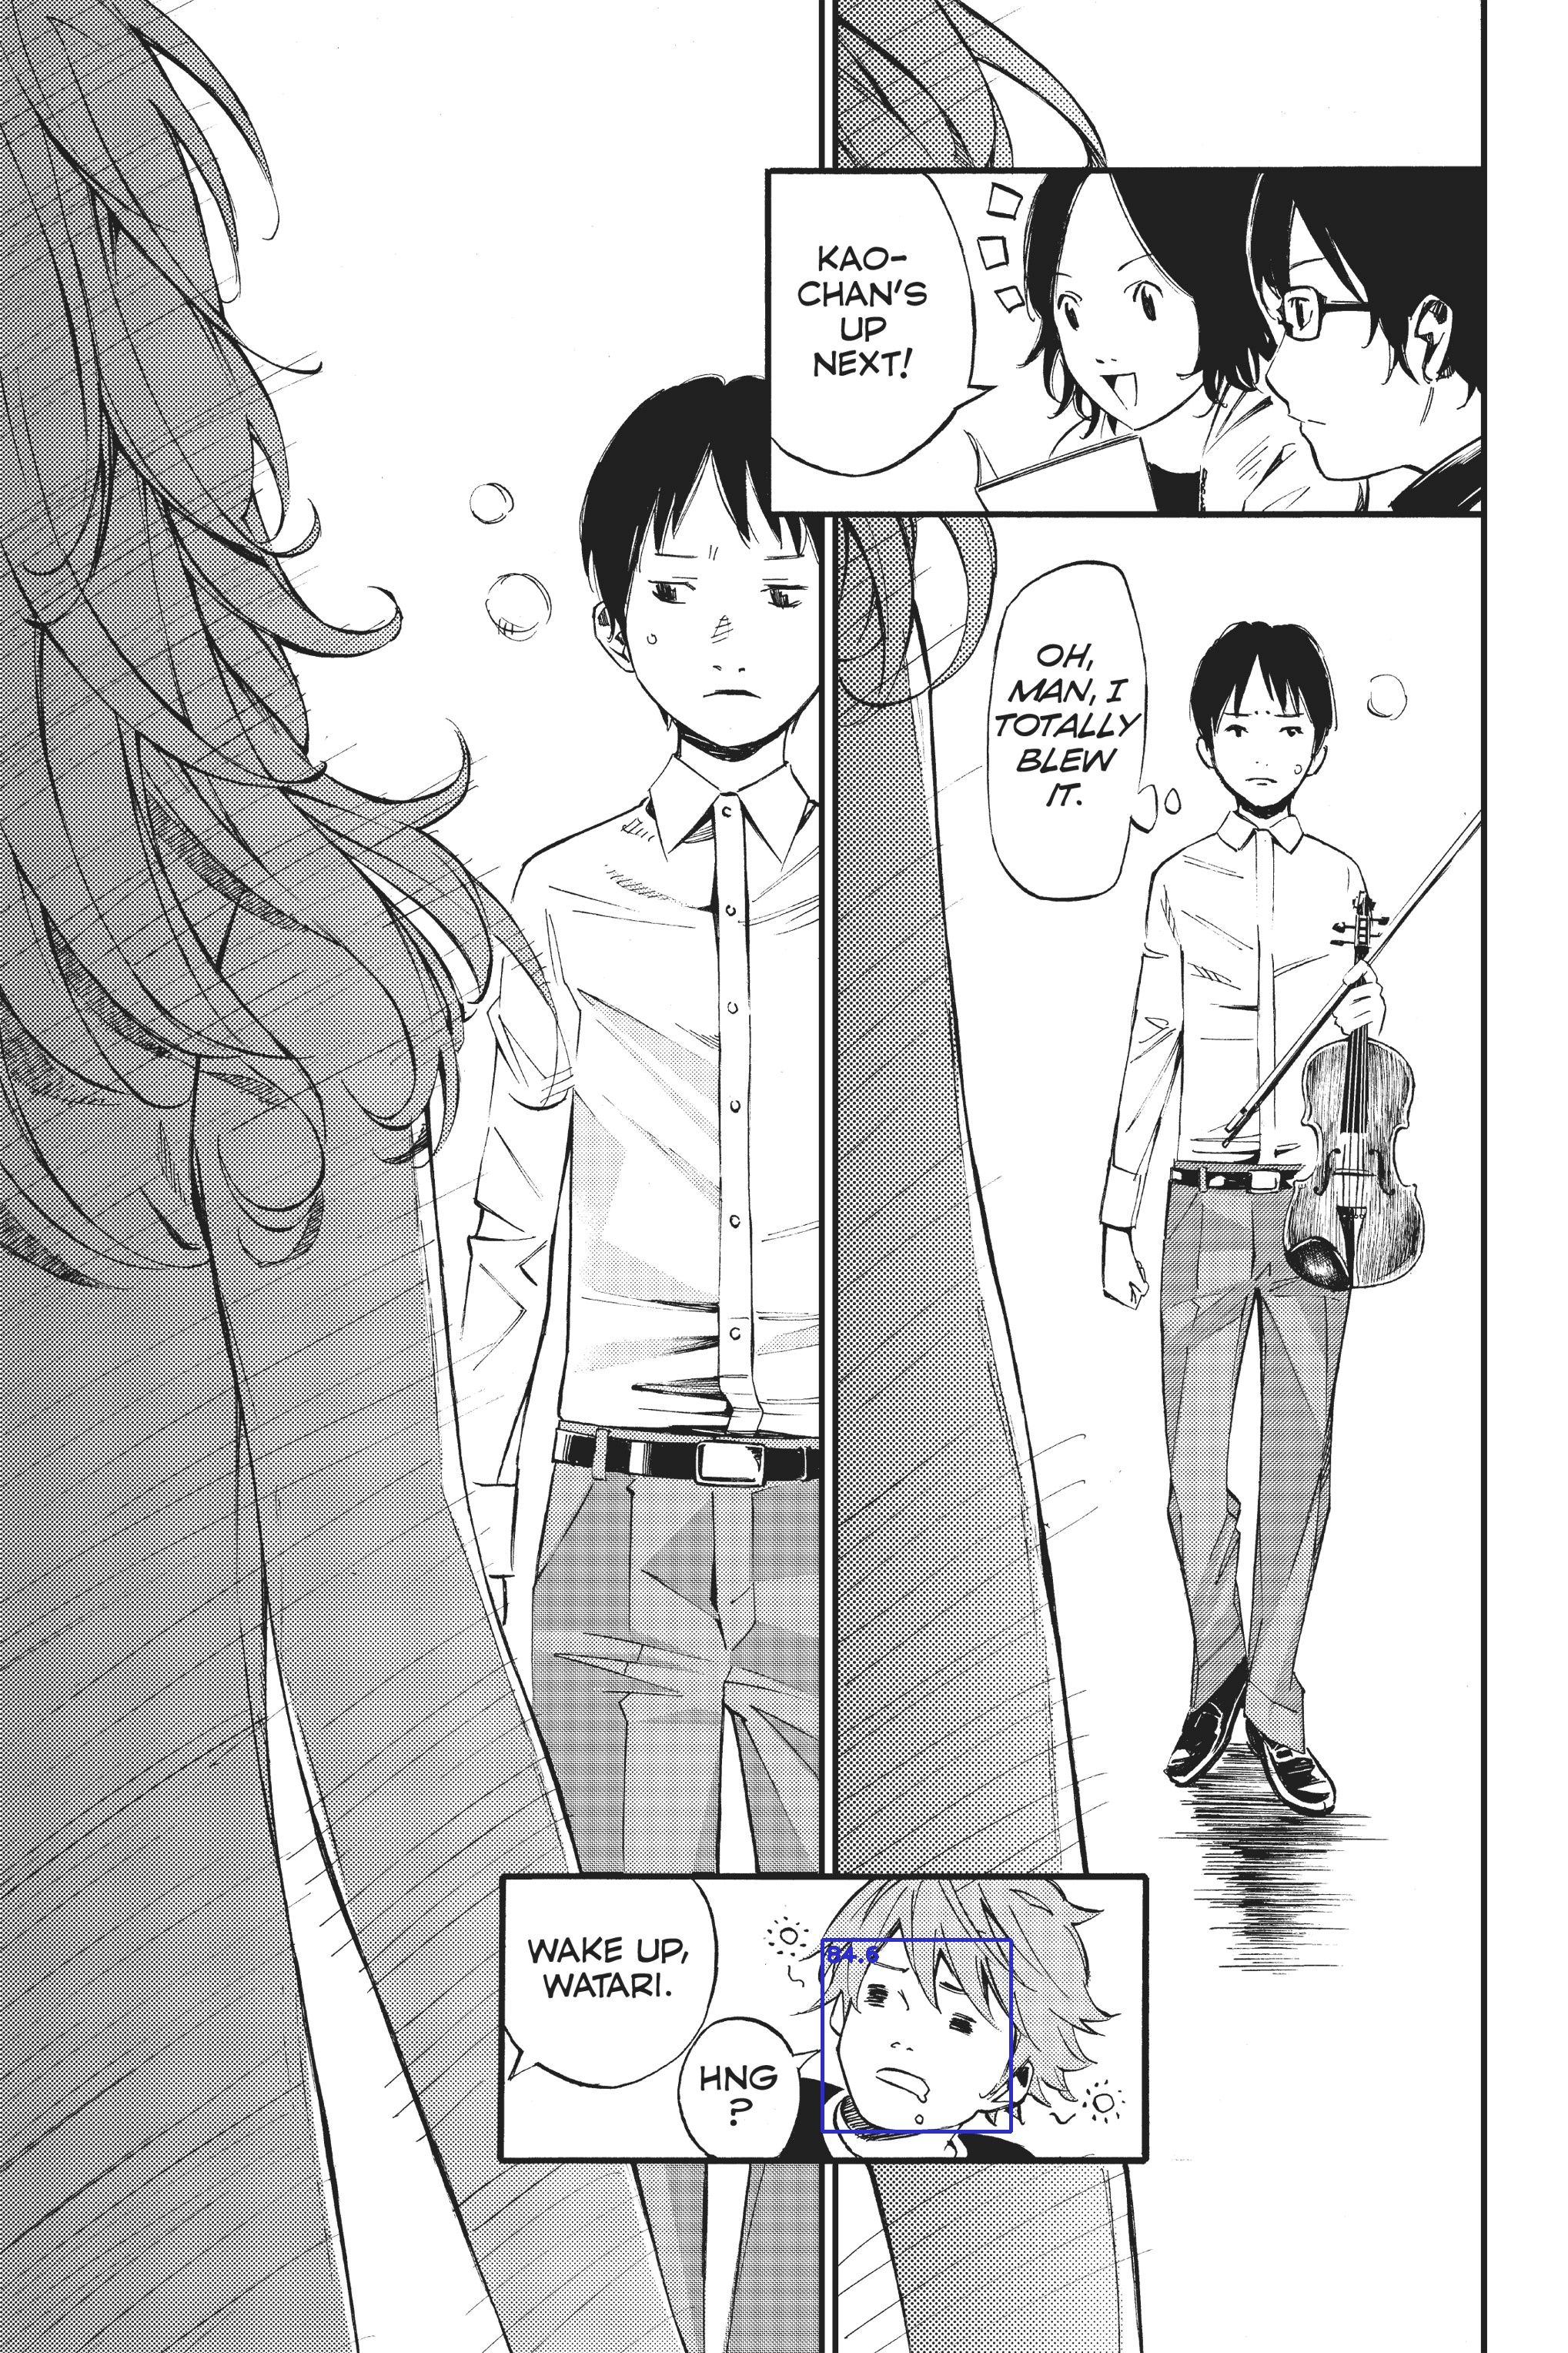 KAO-
CHAN'S
UP
NEXT!
OH,
MAN, I
TOTALLY
BLEW
IT.
WAKE UP,
WATARI.
HNG
?
84.6